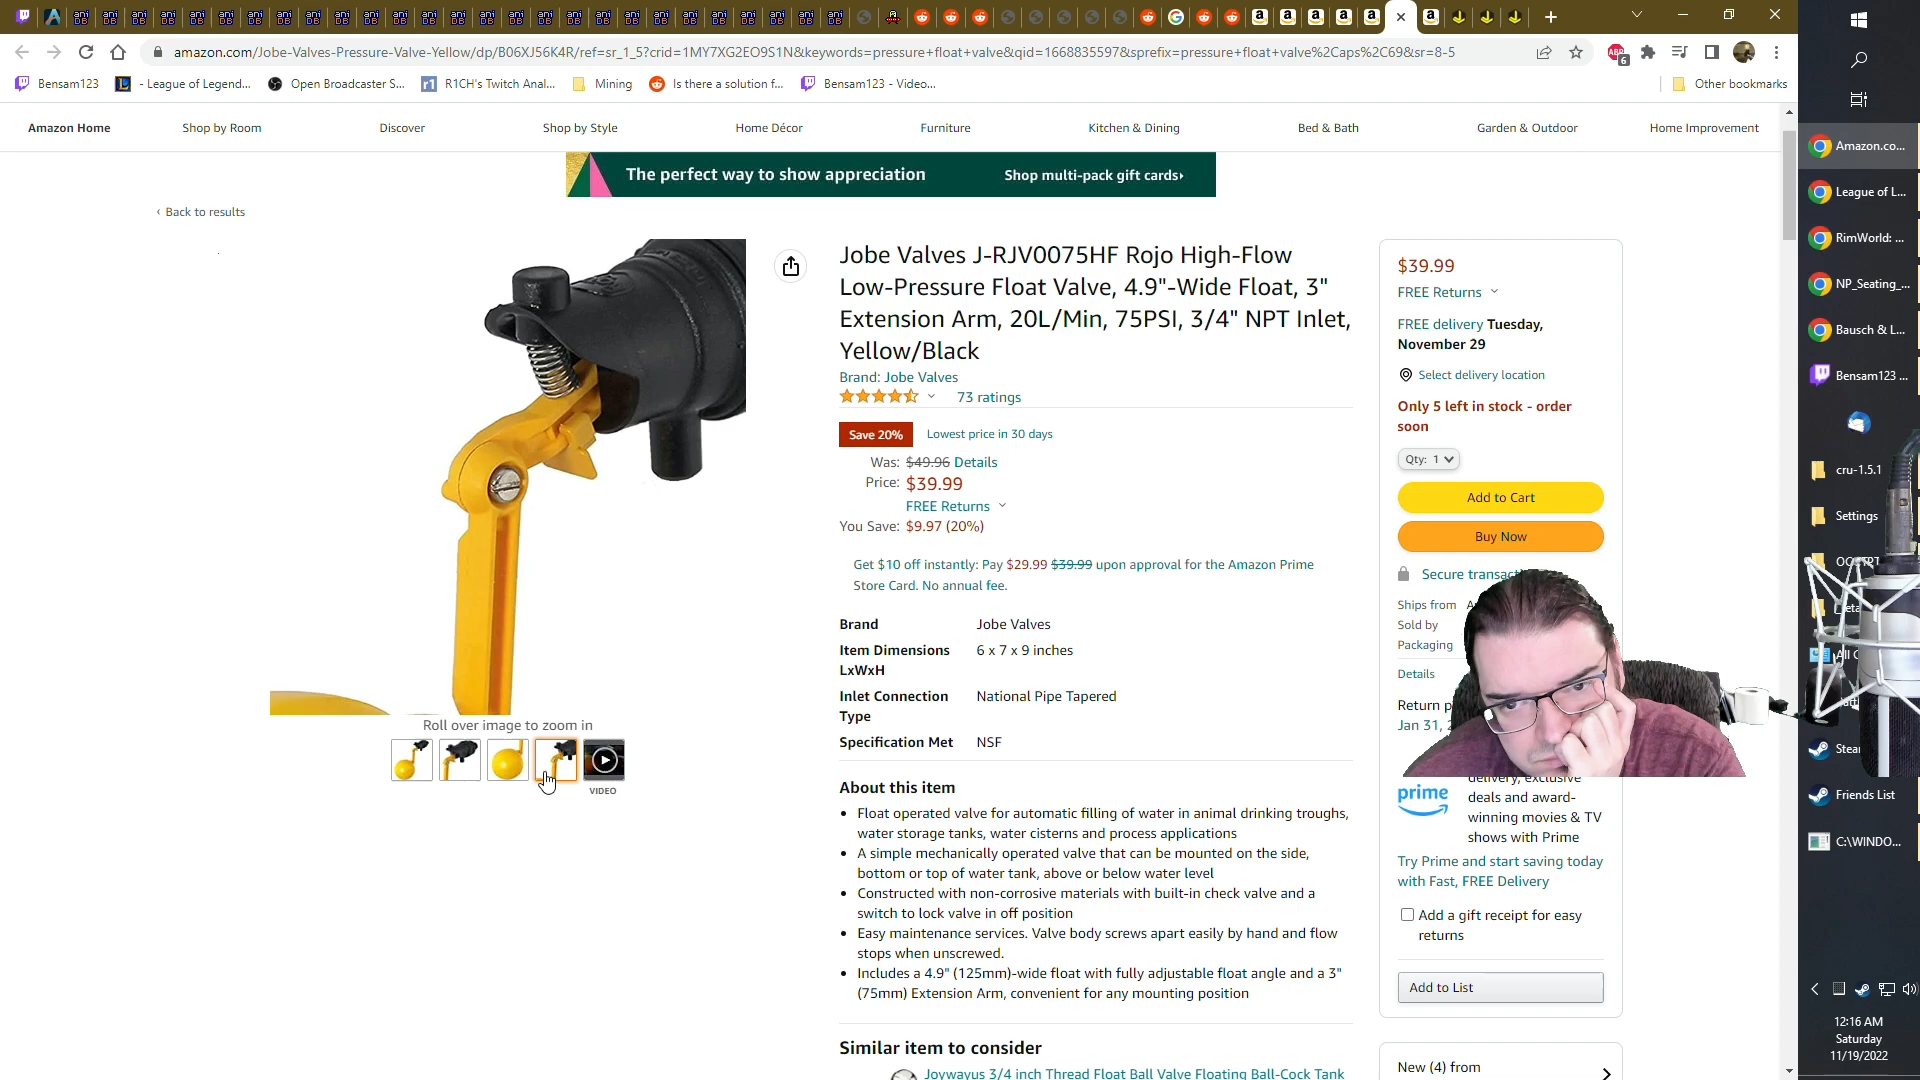 amazon.com/Jobe-Valves-Pressure-Valve-Yellow/dp/B06XJ56K4R/ref=sr_1_5?crid=1MY7XG2EO9S1N&keywords=pressure+float+valve&qid=1668835597&sprefix=pressure+float+valve%2Caps%2C69&sr=8-5
Bensam123
- League of Legend...
Open Broadcaster S...
R1CH's Twitch Anal...
Mining
Is there a solution f...
Bensam123 - Video...
Other bookmarks
Amazon Home
Shop by Room
Discover
Shop by Style
Home Décor
Furniture
Kitchen & Dining
Bed & Bath
Garden & Outdoor
Home Improvement
The perfect way to show appreciation
Shop multi-pack gift cards›
‹ Back to results
Roll over image to zoom in
VIDEO
Jobe Valves J-RJV0075HF Rojo High-Flow
Low-Pressure Float Valve, 4.9"-Wide Float, 3"
Extension Arm, 20L/Min, 75PSI, 3/4" NPT Inlet,
Yellow/Black
Brand: Jobe Valves
73 ratings
Save 20%
Lowest price in 30 days
Was: $49.96 Details
Price: $39.99
FREE Returns
You Save: $9.97 (20%)
Get $10 off instantly: Pay $29.99 $39.99 upon approval for the Amazon Prime
Store Card. No annual fee.
Brand Jobe Valves
Item Dimensions 6 x 7 x 9 inches
LxWxH
Inlet Connection National Pipe Tapered
Type
Specification Met NSF
About this item
• Float operated valve for automatic filling of water in animal drinking troughs,
water storage tanks, water cisterns and process applications
• A simple mechanically operated valve that can be mounted on the side,
bottom or top of water tank, above or below water level
• Constructed with non-corrosive materials with built-in check valve and a
switch to lock valve in off position
• Easy maintenance services. Valve body screws apart easily by hand and flow
stops when unscrewed.
• Includes a 4.9" (125mm)-wide float with fully adjustable float angle and a 3"
(75mm) Extension Arm, convenient for any mounting position
Similar item to consider
Joywayus 3/4 inch Thread Float Ball Valve Floating Ball-Cock Tank
$39.99
FREE Returns
FREE delivery Tuesday,
November 29
Select delivery location
Only 5 left in stock - order
soon
Qty: 1
Add to Cart
Buy Now
Secure
Ships from
Sold by
Packaging
Details
Return
Jan 31,
prime
delivery, exclusive
deals and award-
winning movies & TV
shows with Prime
Try Prime and start saving today
with Fast, FREE Delivery
Add a gift receipt for easy
returns
Add to List
New (4) from
Amazon.co...
League of L...
RimWorld: ...
NP_Seating_...
Bausch & L...
Bensam123 ...
cru-1.5.1
Settings
Friends List
C:\WINDO...
12:16 AM
Saturday
11/19/2022